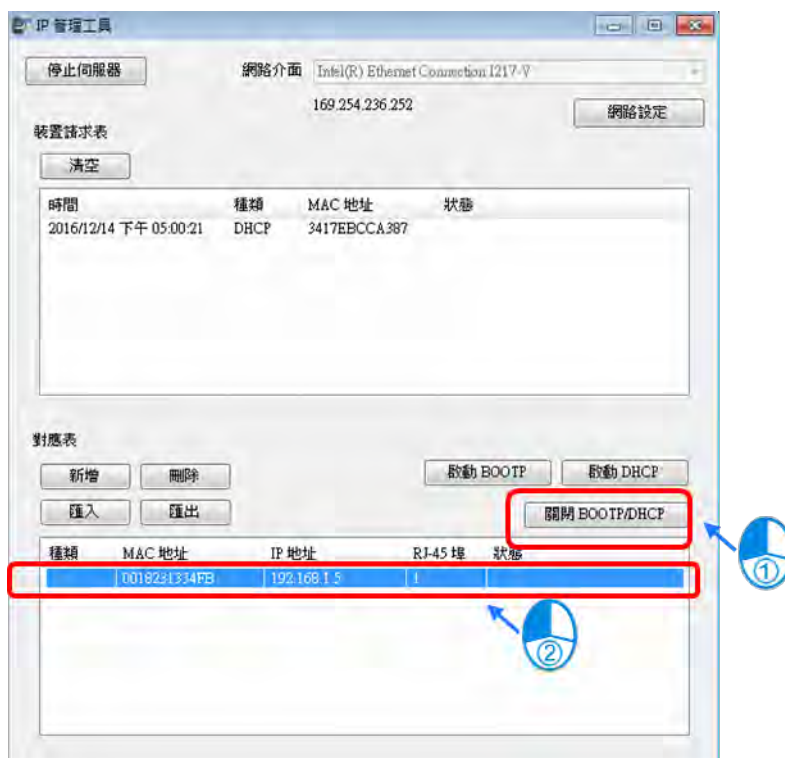 IP 管理工具
停止伺服器 網路介面 Intel(R) Ethernet Connection I217-V
169.254.236.252
網路設定
裝置請求表
清空
時間 種類 MAC 地址 狀態
2016/12/14 下午 05:00:21 DHCP 3417EBCCA387
對應表
新增 刪除 啟動 BOOTP 啟動 DHCP
匯入 匯出 關閉 BOOTP/DHCP
①
種類 MAC 地址 IP 地址 RJ-45 埠 狀態
0018231334FB 192.168.1.5 1
②